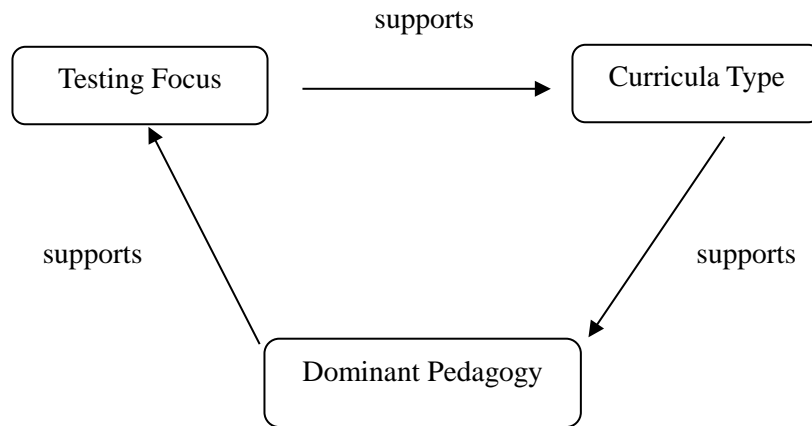 supports
Testing Focus
Curricula Type
supports
supports
Dominant Pedagogy